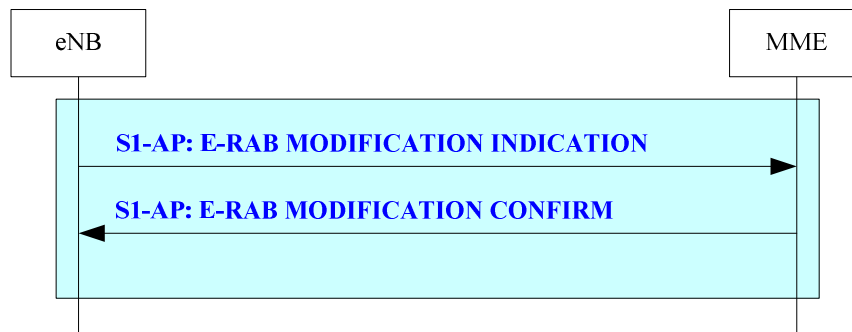 eNB
MME
S1-AP: E-RAB MODIFICATION INDICATION
S1-AP: E-RAB MODIFICATION CONFIRM